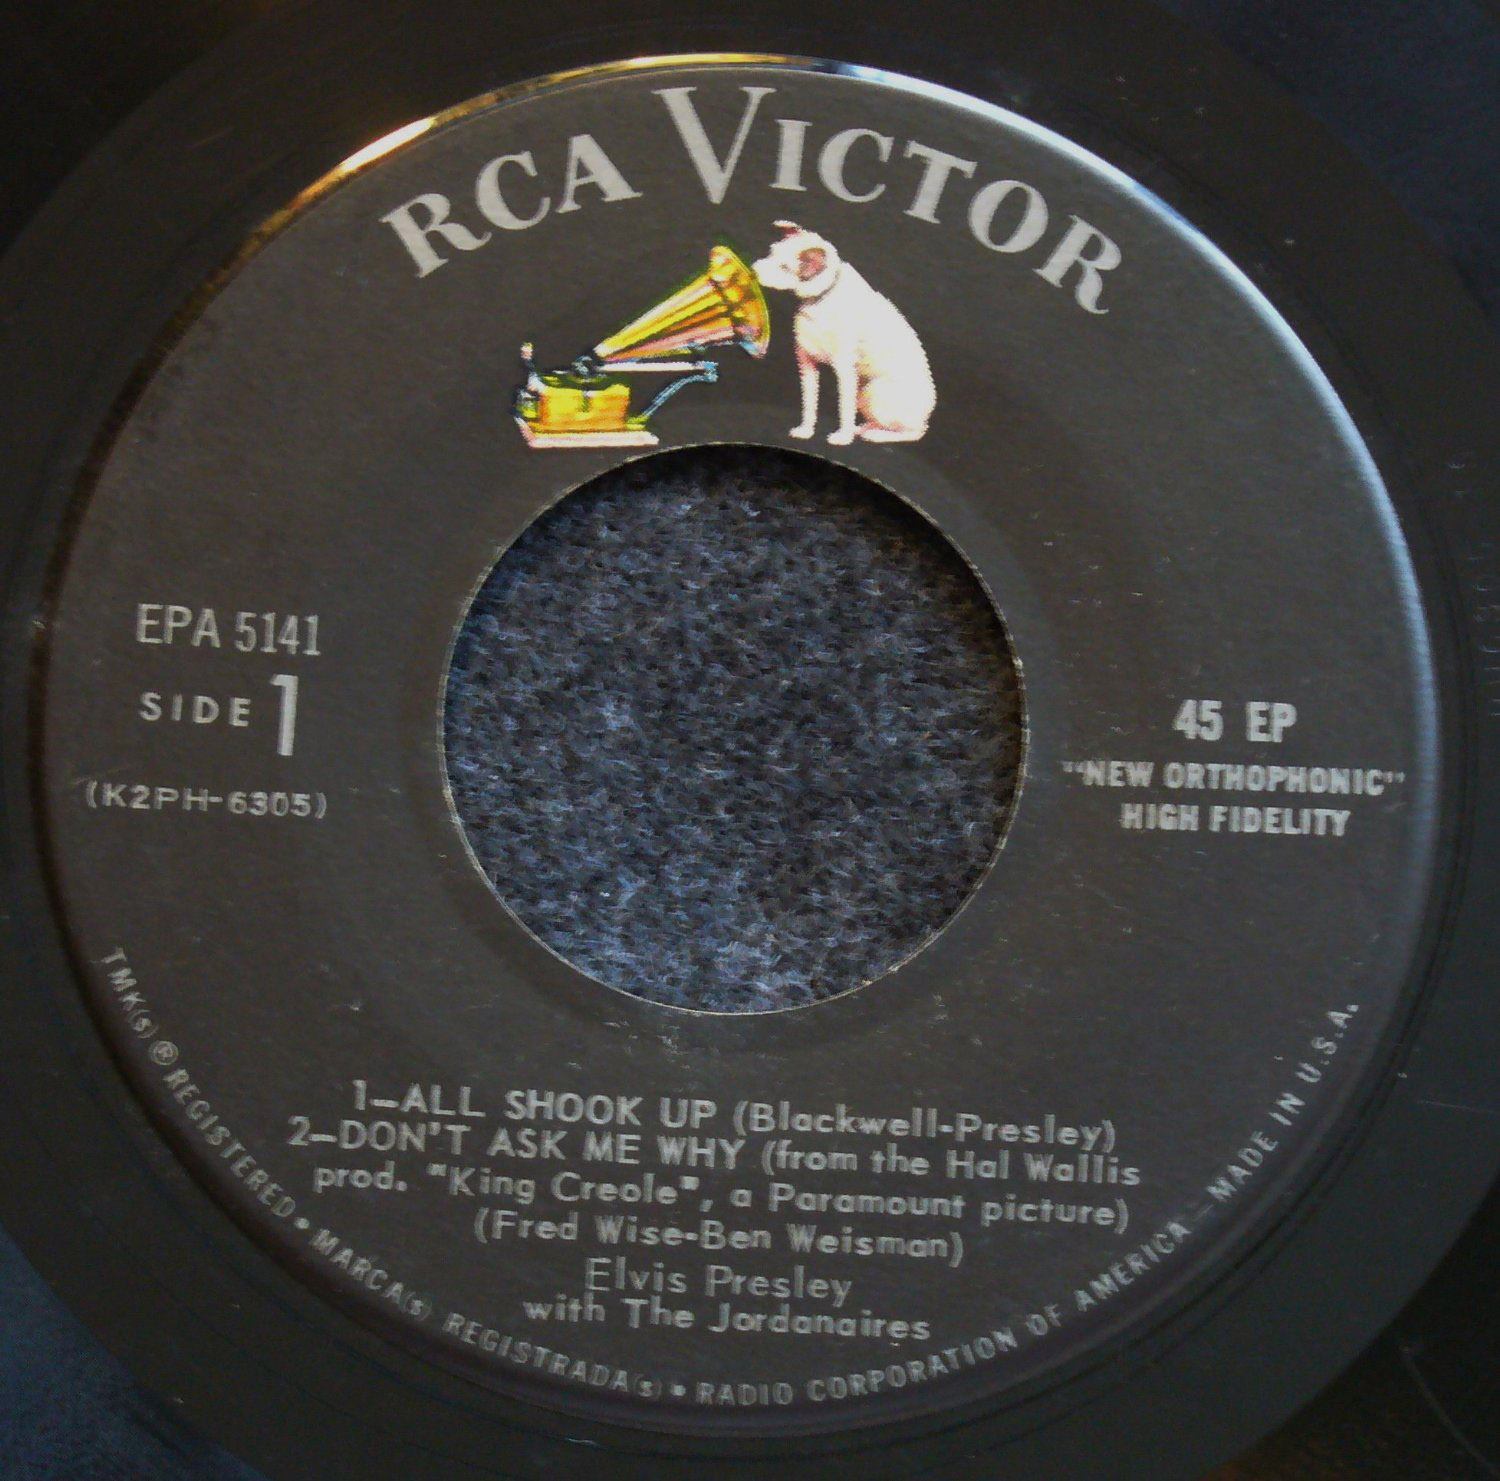 RCA VICTOR
EPA 5141
SIDE 1
(K2PH-6305)
45 EP
"NEW ORTHOPHONIC"
HIGH FIDELITY
1—ALL SHOOK UP (Blackwell-Presley)
2—DON'T ASK ME WHY (from the Hal Wallis
prod. "King Creole", a Paramount picture)
(Fred Wise-Ben Weisman)
Elvis Presley
with The Jordanaires
TMK(s) ® REGISTERED • MARCA(s) REGISTRADA(s) • RADIO CORPORATION OF AMERICA — MADE IN U.S.A.